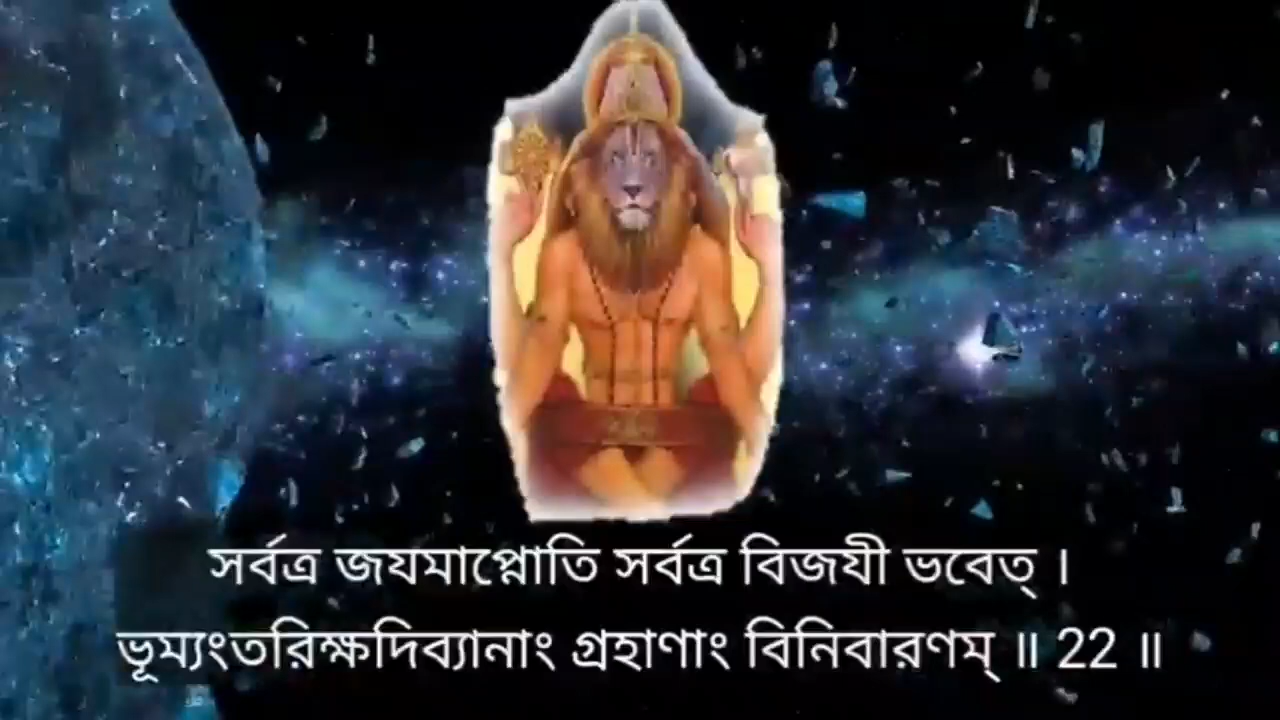 সর্বত্র জযমাপ্নোতি সর্বত্র বিজযী ভবেত্ ।
ভূম্যংতরিক্ষদিব্যানাং গ্রহাণাং বিনিবারণম্ ॥ 22 ॥